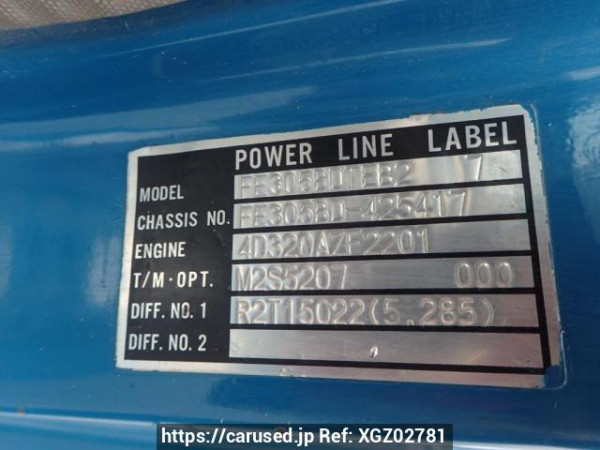 POWER LINE LABEL
MODEL FE305BDTEB2 7
CHASSIS NO. FE305BD-425417
ENGINE 4D320AZF2201
T/M·OPT. M2S5207 000
DIFF. NO. 1 R2T15022(5.285)
DIFF. NO. 2
https://carused.jp Ref: XGZ02781